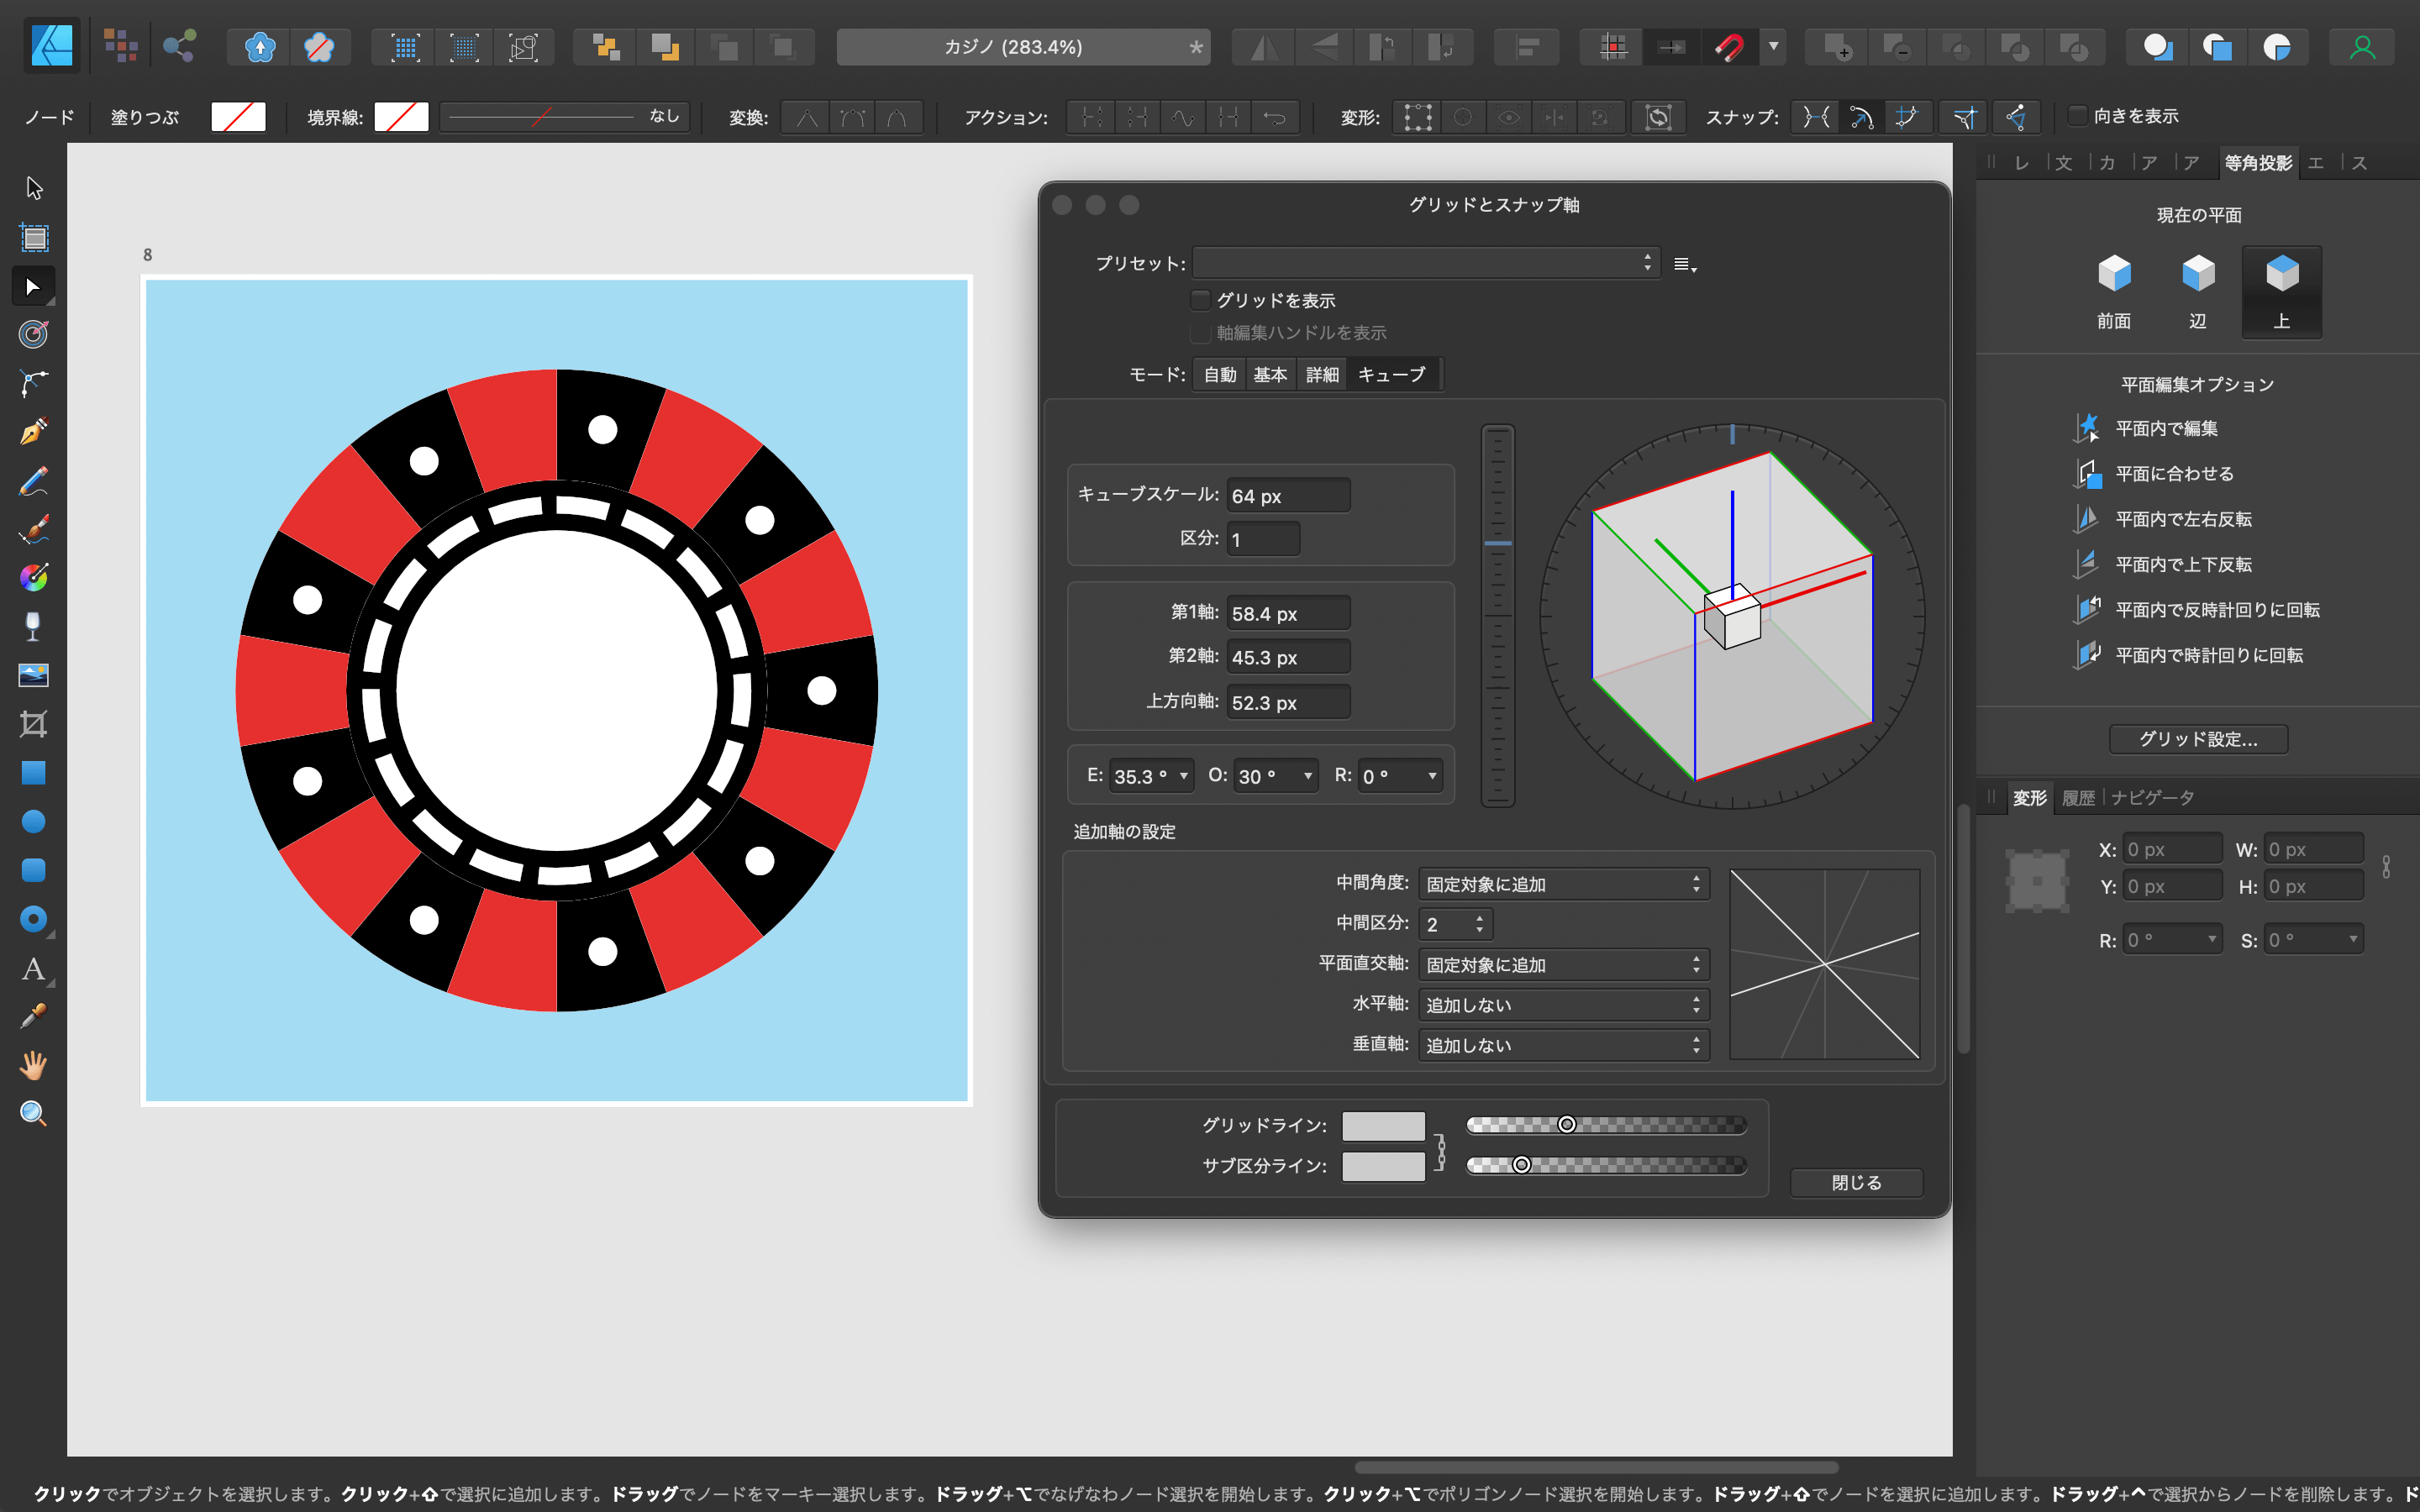 カジノ (283.4%)
*
ノード
塗りつぶ
境界線:
なし
変換:
アクション:
変形:
スナップ:
向きを表示
8
グリッドとスナップ軸
プリセット:
グリッドを表示
軸編集ハンドルを表示
モード: 自動 基本 詳細 キューブ
キューブスケール: 64 px
区分: 1
第1軸: 58.4 px
第2軸: 45.3 px
上方向軸: 52.3 px
E: 35.3 ° O: 30 ° R: 0 °
追加軸の設定
中間角度: 固定対象に追加
中間区分: 2
平面直交軸: 固定対象に追加
水平軸: 追加しない
垂直軸: 追加しない
グリッドライン:
サブ区分ライン:
閉じる
レ 文 カ ア ア 等角投影 エ ス
現在の平面
前面 辺 上
平面編集オプション
平面内で編集
平面に合わせる
平面内で左右反転
平面内で上下反転
平面内で反時計回りに回転
平面内で時計回りに回転
グリッド設定...
変形 履歴 ナビゲータ
X: 0 px W: 0 px
Y: 0 px H: 0 px
R: 0 ° S: 0 °
A
クリックでオブジェクトを選択します。クリック+⇧で選択に追加します。ドラッグでノードをマーキー選択します。ドラッグ+⌥でなげなわノード選択を開始します。クリック+⌥でポリゴンノード選択を開始します。ドラッグ+⇧でノードを選択に追加します。ドラッグ+^で選択からノードを削除します。ド